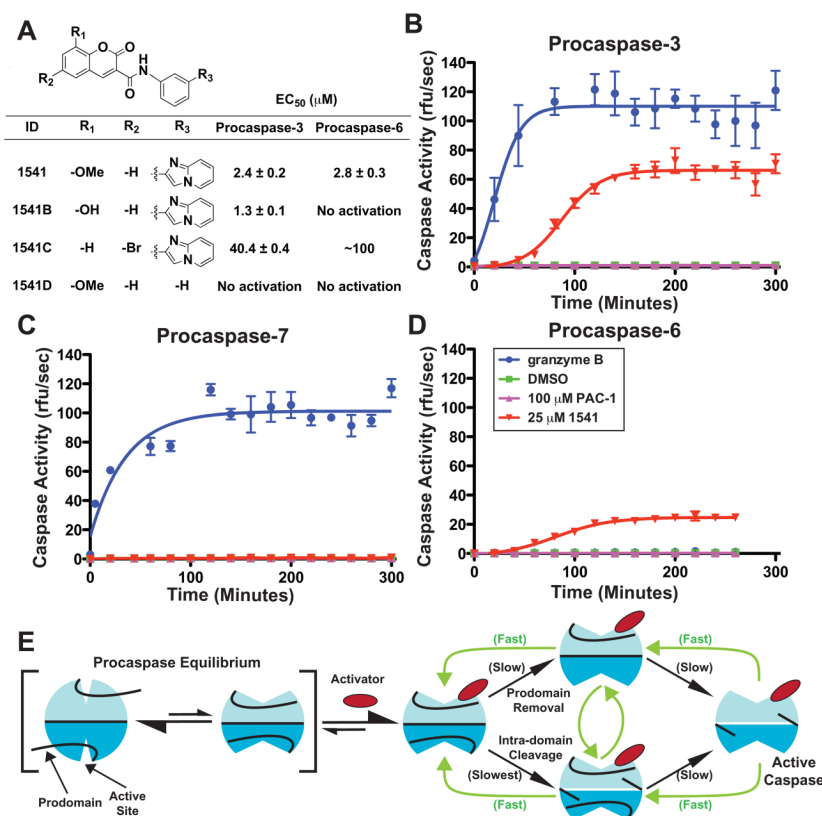 A
R1
O
O
R2
O
H
N
R3
EC50 (μM)
ID R1 R2 R3 Procaspase-3 Procaspase-6
1541 -OMe -H N N 2.4 ± 0.2 2.8 ± 0.3
1541B -OH -H N N 1.3 ± 0.1 No activation
1541C -H -Br N N 40.4 ± 0.4 ~100
1541D -OMe -H -H No activation No activation
B
Procaspase-3
Caspase Activity (rfu/sec)
140
120
100
80
60
40
20
0
0 100 200 300
Time (Minutes)
C
Procaspase-7
Caspase Activity (rfu/sec)
140
120
100
80
60
40
20
0
0 100 200 300
Time (Minutes)
D
Procaspase-6
Caspase Activity (rfu/sec)
140
120
100
80
60
40
20
0
0 100 200 300
Time (Minutes)
granzyme B
DMSO
100 μM PAC-1
25 μM 1541
E
Procaspase Equilibrium
Prodomain
Active
Site
Activator
(Fast)
(Slow)
Prodomain
Removal
Intra-domain
Cleavage
(Slowest)
(Fast)
(Fast)
(Slow)
(Slow)
(Fast)
Active
Caspase